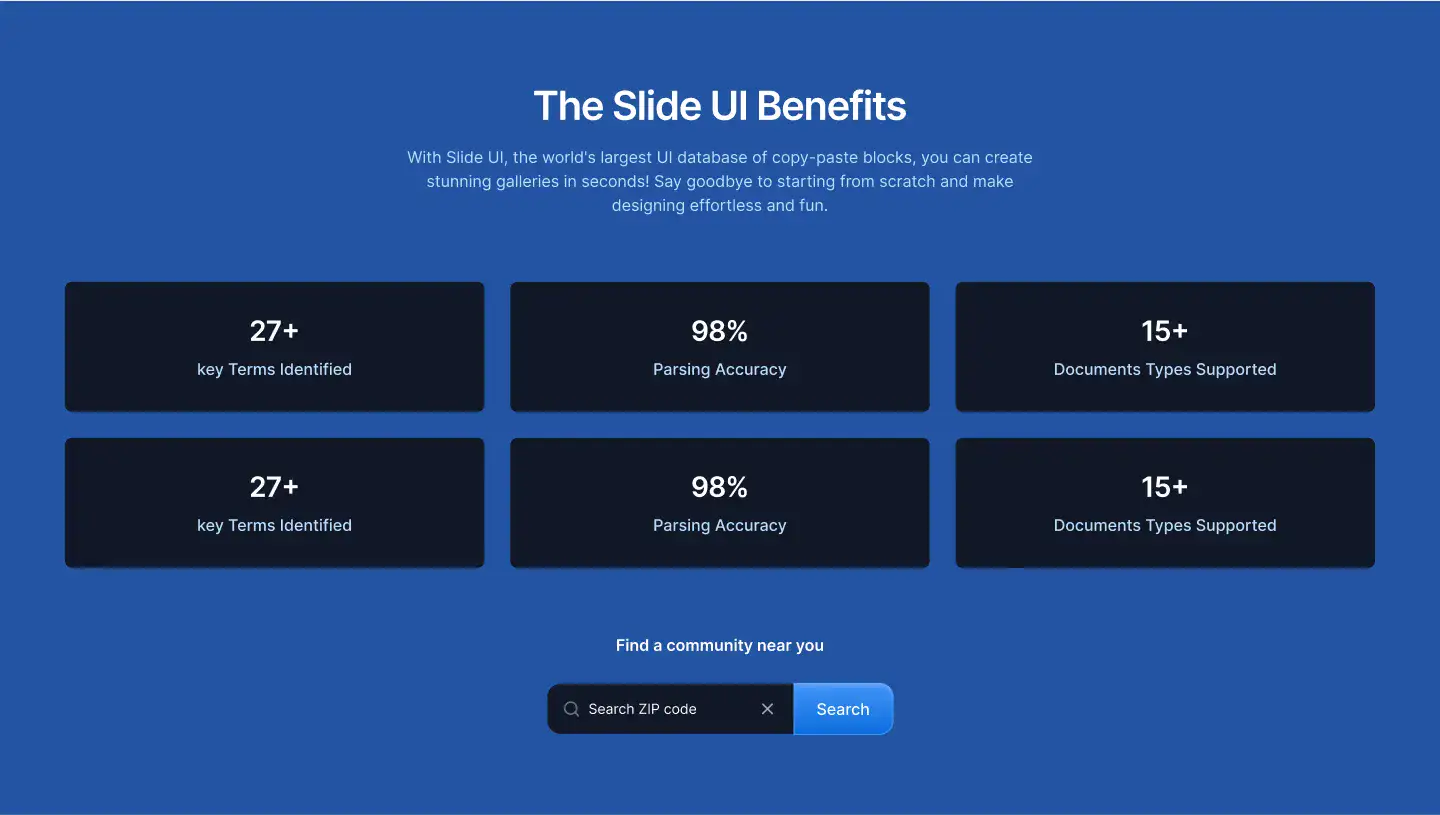 The Slide UI Benefits
With Slide UI, the world's largest UI database of copy-paste blocks, you can create
stunning galleries in seconds! Say goodbye to starting from scratch and make
designing effortless and fun.
27+
key Terms Identified
98%
Parsing Accuracy
15+
Documents Types Supported
27+
key Terms Identified
98%
Parsing Accuracy
15+
Documents Types Supported
Find a community near you
Search ZIP code
Search